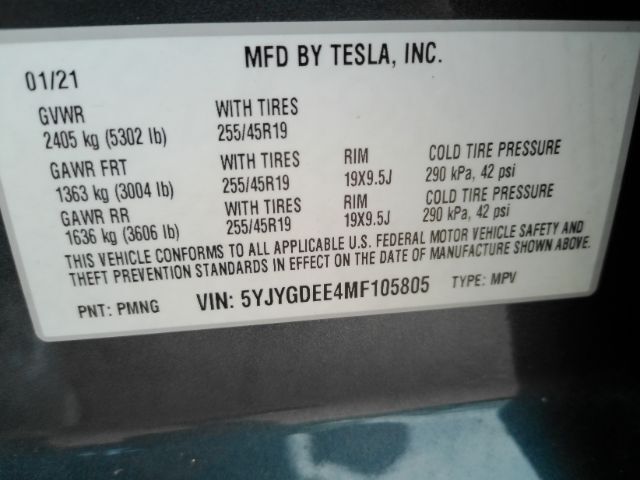 MFD BY TESLA, INC.
01/21
GVWR WITH TIRES
2405 kg (5302 lb) 255/45R19
GAWR FRT WITH TIRES RIM COLD TIRE PRESSURE
1363 kg (3004 lb) 255/45R19 19X9.5J 290 kPa, 42 psi
GAWR RR WITH TIRES RIM COLD TIRE PRESSURE
1636 kg (3606 lb) 255/45R19 19X9.5J 290 kPa, 42 psi
THIS VEHICLE CONFORMS TO ALL APPLICABLE U.S. FEDERAL MOTOR VEHICLE SAFETY AND
THEFT PREVENTION STANDARDS IN EFFECT ON THE DATE OF MANUFACTURE SHOWN ABOVE.
PNT: PMNG VIN: 5YJYGDEE4MF105805 TYPE: MPV